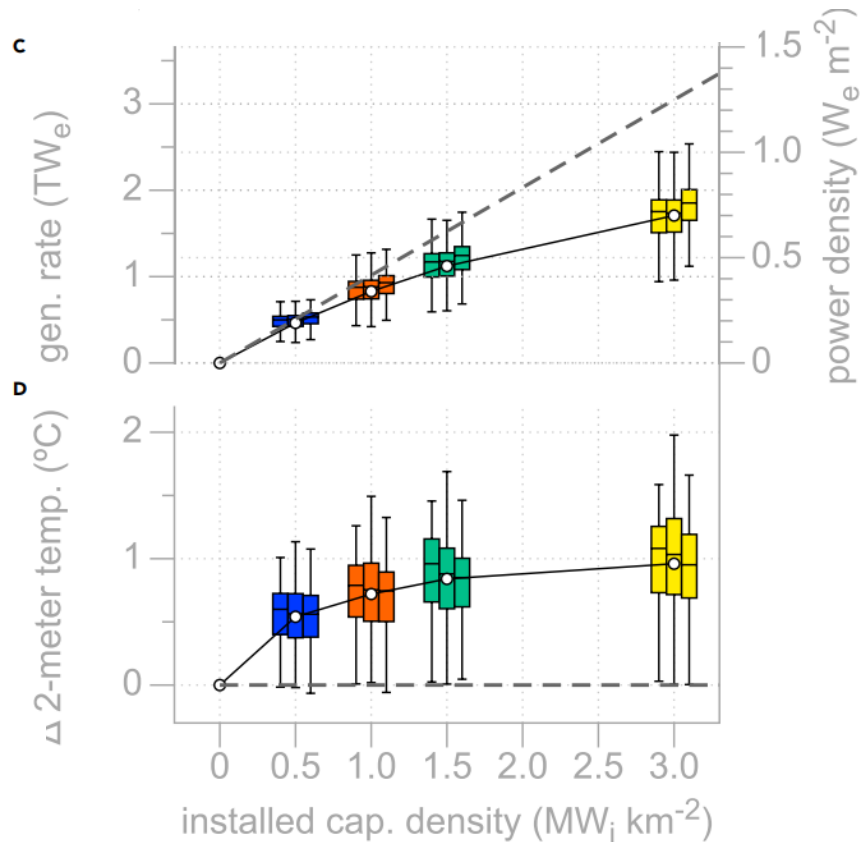 C
gen. rate (TWₑ)
3
2
1
0
1.5
1.0
0.5
0
power density (Wₑ m⁻²)
D
Δ 2-meter temp. (ºC)
2
1
0
0 0.5 1.0 1.5 2.0 2.5 3.0
installed cap. density (MWᵢ km⁻²)